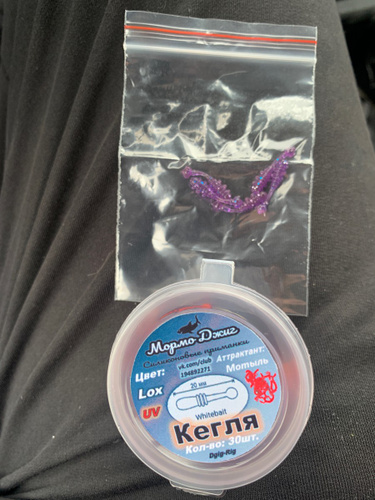 Мормо-Джиг
Силиконовые приманки
vk.com/club
194892271
Цвет:
Lox
UV
Аттрактант:
Мотыль
20 мм
Whitebait
Кегля
Кол-во: 30шт.
Dgig-Rig